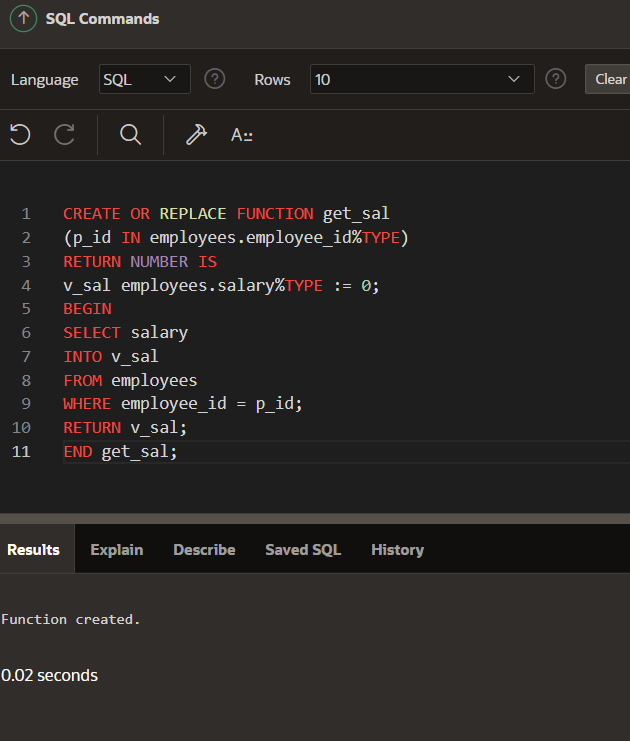 SQL Commands
Language SQL Rows 10 Clear
A
1 CREATE OR REPLACE FUNCTION get_sal
2 (p_id IN employees.employee_id%TYPE)
3 RETURN NUMBER IS
4 v_sal employees.salary%TYPE := 0;
5 BEGIN
6 SELECT salary
7 INTO v_sal
8 FROM employees
9 WHERE employee_id = p_id;
10 RETURN v_sal;
11 END get_sal;
Results Explain Describe Saved SQL History
Function created.
0.02 seconds